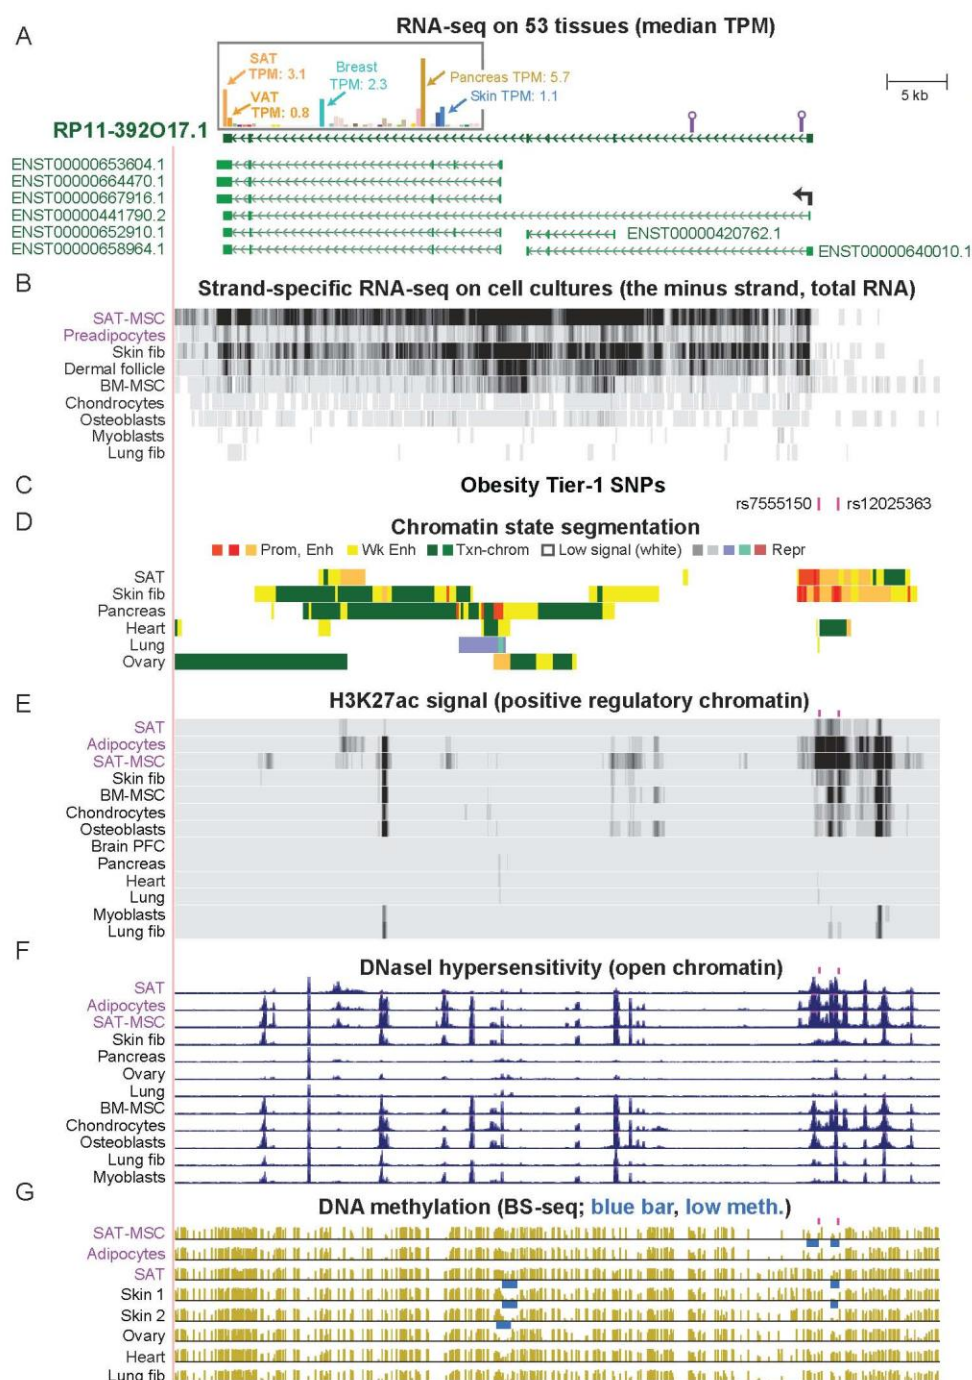 A
RNA-seq on 53 tissues (median TPM)
SAT
TPM: 3.1
VAT
TPM: 0.8
Breast
TPM: 2.3
Pancreas TPM: 5.7
Skin TPM: 1.1
5 kb
RP11-392O17.1
ENST00000653604.1
ENST00000664470.1
ENST00000667916.1
ENST00000441790.2
ENST00000652910.1
ENST00000420762.1
ENST00000658964.1
ENST00000640010.1
B
Strand-specific RNA-seq on cell cultures (the minus strand, total RNA)
SAT-MSC
Preadipocytes
Skin fib
Dermal follicle
BM-MSC
Chondrocytes
Osteoblasts
Myoblasts
Lung fib
C
Obesity Tier-1 SNPs
rs7555150
rs12025363
D
Chromatin state segmentation
Prom, Enh
Wk Enh
Txn-chrom
Low signal (white)
Repr
SAT
Skin fib
Pancreas
Heart
Lung
Ovary
E
H3K27ac signal (positive regulatory chromatin)
SAT
Adipocytes
SAT-MSC
Skin fib
BM-MSC
Chondrocytes
Osteoblasts
Brain PFC
Pancreas
Heart
Lung
Myoblasts
Lung fib
F
DNaseI hypersensitivity (open chromatin)
SAT
Adipocytes
SAT-MSC
Skin fib
Pancreas
Ovary
Lung
BM-MSC
Chondrocytes
Osteoblasts
Lung fib
Myoblasts
G
DNA methylation (BS-seq; blue bar, low meth.)
SAT-MSC
Adipocytes
SAT
Skin 1
Skin 2
Ovary
Heart
Lung fib